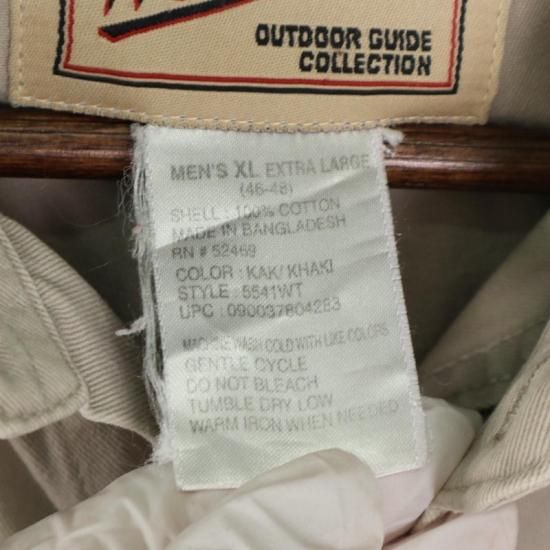 OUTDOOR GUIDE
COLLECTION
MEN'S XL EXTRA LARGE
(46-48)
SHELL : 100% COTTON
MADE IN BANGLADESH
RN # 52469
COLOR : KAK/ KHAKI
STYLE : 5541WT
UPC : 090037804283
MACHINE WASH COLD WITH LIKE COLORS
GENTLE CYCLE
DO NOT BLEACH
TUMBLE DRY LOW
WARM IRON WHEN NEEDED